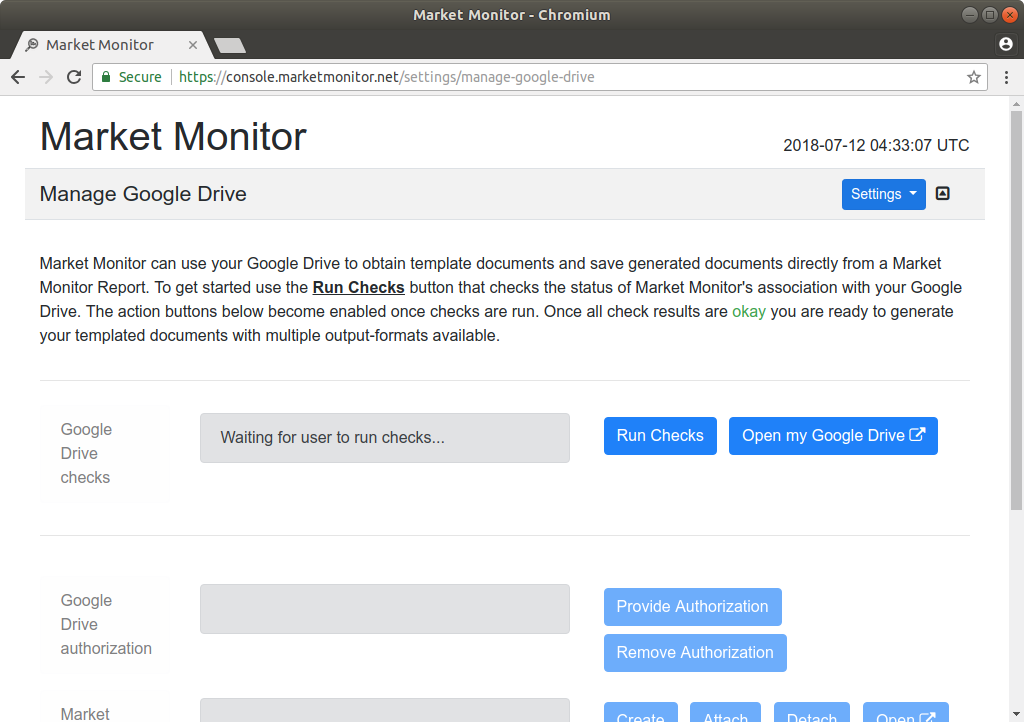 Market Monitor - Chromium
Market Monitor
Secure https://console.marketmonitor.net/settings/manage-google-drive
Market Monitor
2018-07-12 04:33:07 UTC
Manage Google Drive
Settings
Market Monitor can use your Google Drive to obtain template documents and save generated documents directly from a Market
Monitor Report. To get started use the Run Checks button that checks the status of Market Monitor's association with your Google
Drive. The action buttons below become enabled once checks are run. Once all check results are okay you are ready to generate
your templated documents with multiple output-formats available.
Google
Drive
checks
Waiting for user to run checks...
Run Checks
Open my Google Drive
Google
Drive
authorization
Provide Authorization
Remove Authorization
Market
Create
Attach
Detach
Open